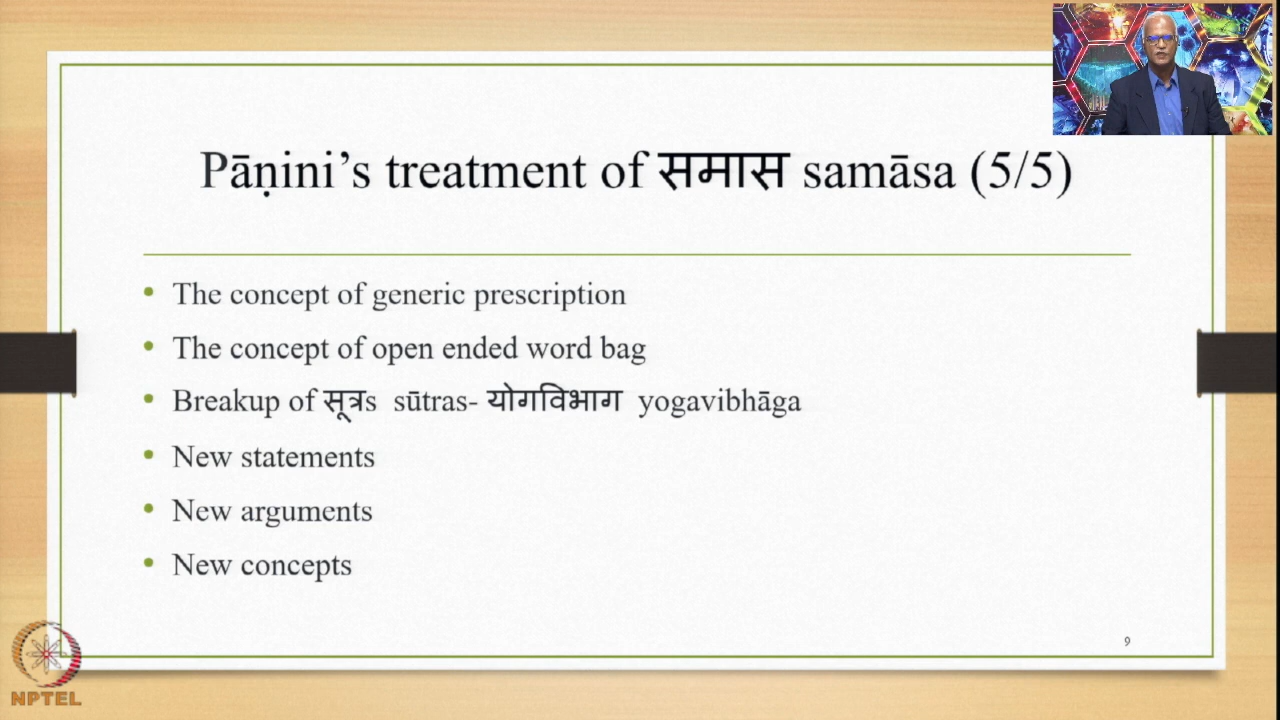 Pāṇini’s treatment of समास samāsa (5/5)
• The concept of generic prescription
• The concept of open ended word bag
• Breakup of सूत्रs sūtras- योगविभाग yogavibhāga
• New statements
• New arguments
• New concepts
9
NPTEL